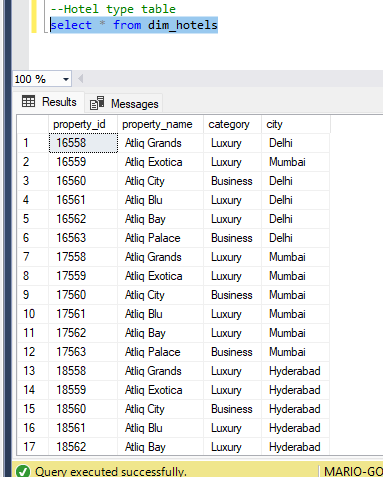 --Hotel type table
select * from dim_hotels
100 %
Results Messages
property_id property_name category city
1 16558 Atliq Grands Luxury Delhi
2 16559 Atliq Exotica Luxury Mumbai
3 16560 Atliq City Business Delhi
4 16561 Atliq Blu Luxury Delhi
5 16562 Atliq Bay Luxury Delhi
6 16563 Atliq Palace Business Delhi
7 17558 Atliq Grands Luxury Mumbai
8 17559 Atliq Exotica Luxury Mumbai
9 17560 Atliq City Business Mumbai
10 17561 Atliq Blu Luxury Mumbai
11 17562 Atliq Bay Luxury Mumbai
12 17563 Atliq Palace Business Mumbai
13 18558 Atliq Grands Luxury Hyderabad
14 18559 Atliq Exotica Luxury Hyderabad
15 18560 Atliq City Business Hyderabad
16 18561 Atliq Blu Luxury Hyderabad
17 18562 Atliq Bay Luxury Hyderabad
Query executed successfully. MARIO-GO